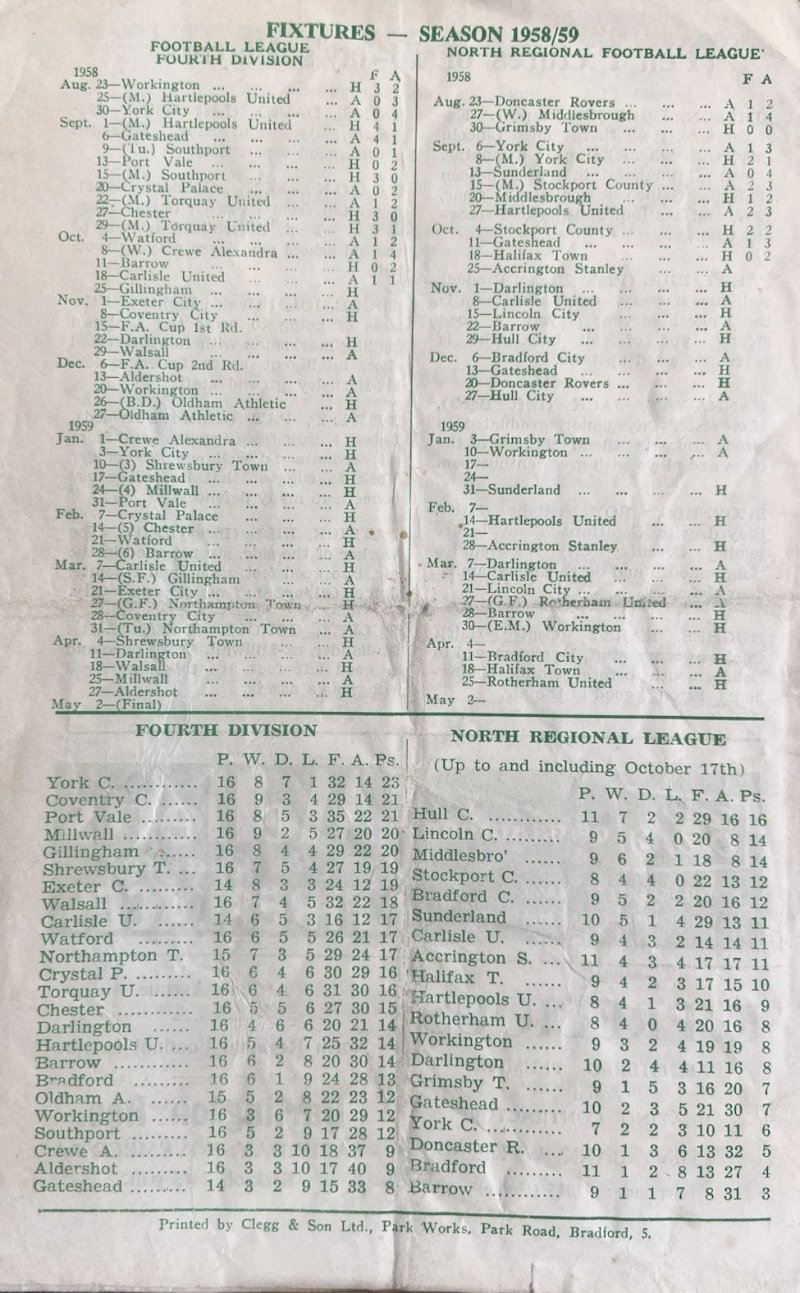 FIXTURES — SEASON 1958/59
FOOTBALL LEAGUE
FOURTH DIVISION
1958 F A
Aug. 23—Workington ... ... ... ... H 3 2
25—(M.) Hartlepools United ... A 0 3
30—York City ... ... ... ... A 0 4
Sept. 1—(M.) Hartlepools United ... H 4 1
6—Gateshead ... ... ... ... A 4 1
9—(Tu.) Southport ... ... ... A 0 1
13—Port Vale ... ... ... ... H 0 2
15—(M.) Southport ... ... ... H 3 0
20—Crystal Palace ... ... ... A 0 2
22—(M.) Torquay United ... ... A 1 2
27—Chester ... ... ... H 3 0
29—(M.) Torquay United ... ... H 3 1
Oct. 4—Watford ... ... ... ... A 1 2
8—(W.) Crewe Alexandra ... ... A 1 4
11—Barrow ... ... ... ... H 0 2
18—Carlisle United ... ... ... A 1 1
25—Gillingham ... ... ... ... H
Nov. 1—Exeter City ... ... ... ... A
8—Coventry City ... ... ... H
15—F.A. Cup 1st Rd.
22—Darlington ... ... ... ... H
29—Walsall ... ... ... ... A
Dec. 6—F.A. Cup 2nd Rd.
13—Aldershot ... ... ... ... A
20—Workington ... ... ... ... A
26—(B.D.) Oldham Athletic ... H
27—Oldham Athletic ... ... ... A
1959
Jan. 1—Crewe Alexandra ... ... ... H
3—York City ... ... ... ... H
10—(3) Shrewsbury Town ... ... A
17—Gateshead ... ... ... ... H
24—(4) Millwall ... ... ... ... H
31—Port Vale ... ... ... ... A
Feb. 7—Crystal Palace ... ... ... H
14—(5) Chester ... ... ... ... A
21—Watford ... ... ... ... H
28—(6) Barrow ... ... ... ... A
Mar. 7—Carlisle United ... ... ... H
14—(S.F.) Gillingham ... ... A
21—Exeter City ... ... ... ... H
27—(G.F.) Northampton Town ... H
28—Coventry City ... ... ... A
31—(Tu.) Northampton Town ... A
Apr. 4—Shrewsbury Town ... ... H
11—Darlington ... ... ... ... A
18—Walsall ... ... ... ... H
25—Millwall ... ... ... ... A
27—Aldershot ... ... ... ... H
May 2—(Final)
NORTH REGIONAL FOOTBALL LEAGUE
1958 F A
Aug. 23—Doncaster Rovers ... ... ... A 1 2
27—(W.) Middlesbrough ... ... A 1 4
30—Grimsby Town ... ... ... H 0 0
Sept. 6—York City ... ... ... ... A 1 3
8—(M.) York City ... ... ... H 2 1
13—Sunderland ... ... ... ... A 0 4
15—(M.) Stockport County ... ... A 2 3
20—Middlesbrough ... ... ... H 1 2
27—Hartlepools United ... ... A 2 3
Oct. 4—Stockport County ... ... ... H 2 2
11—Gateshead ... ... ... ... A 1 3
18—Halifax Town ... ... ... H 0 2
25—Accrington Stanley ... ... A
Nov. 1—Darlington ... ... ... ... H
8—Carlisle United ... ... ... A
15—Lincoln City ... ... ... H
22—Barrow ... ... ... A
29—Hull City ... ... ... ... H
Dec. 6—Bradford City ... ... ... A
13—Gateshead ... ... ... ... H
20—Doncaster Rovers ... ... ... H
27—Hull City ... ... ... ... A
1959
Jan. 3—Grimsby Town ... ... ... A
10—Workington ... ... ... ... A
17—
24—
31—Sunderland ... ... ... ... H
Feb. 7—
14—Hartlepools United ... ... H
21—
28—Accrington Stanley ... ... H
Mar. 7—Darlington ... ... ... ... A
14—Carlisle United ... ... ... H
21—Lincoln City ... ... ... ... A
27—(G.F.) Rotherham United ... A
28—Barrow ... ... ... ... H
30—(E.M.) Workington ... ... H
Apr. 4—
11—Bradford City ... ... ... H
18—Halifax Town ... ... ... A
25—Rotherham United ... ... H
May 2—
FOURTH DIVISION
P. W. D. L. F. A. Ps.
York C. ............ 16 8 7 1 32 14 23
Coventry C. ...... 16 9 3 4 29 14 21
Port Vale ......... 16 8 5 3 35 22 21
Millwall ............ 16 9 2 5 27 20 20
Gillingham ...... 16 8 4 4 29 22 20
Shrewsbury T. ... 16 7 5 4 27 19 19
Exeter C. ......... 14 8 3 3 24 12 19
Walsall ............ 16 7 4 5 32 22 18
Carlisle U. ...... 14 6 5 3 16 12 17
Watford ......... 16 6 5 5 26 21 17
Northampton T. 15 7 3 5 29 24 17
Crystal P. ......... 16 6 4 6 30 29 16
Torquay U. ...... 16 6 4 6 31 30 16
Chester ............ 16 5 5 6 27 30 15
Darlington ...... 16 4 6 6 20 21 14
Hartlepools U. ... 16 5 4 7 25 32 14
Barrow ............ 16 6 2 8 20 30 14
Bradford ......... 16 6 1 9 24 28 13
Oldham A. ...... 15 5 2 8 22 23 12
Workington ...... 16 3 6 7 20 29 12
Southport ......... 16 5 2 9 17 28 12
Crewe A. ......... 16 3 3 10 18 37 9
Aldershot ......... 16 3 3 10 17 40 9
Gateshead ......... 14 3 2 9 15 33 8
NORTH REGIONAL LEAGUE
(Up to and including October 17th)
P. W. D. L. F. A. Ps.
Hull C. ............ 11 7 2 2 29 16 16
Lincoln C. ......... 9 5 4 0 20 8 14
Middlesbro' ...... 9 6 2 1 18 8 14
Stockport C. ...... 8 4 4 0 22 13 12
Bradford C. ...... 9 5 2 2 20 16 12
Sunderland ...... 10 5 1 4 29 13 11
Carlisle U. ...... 9 4 3 2 14 14 11
Accrington S. ... 11 4 3 4 17 17 11
Halifax T. ...... 9 4 2 3 17 15 10
Hartlepools U. ... 8 4 1 3 21 16 9
Rotherham U. ... 8 4 0 4 20 16 8
Workington ...... 9 3 2 4 19 19 8
Darlington ...... 10 2 4 4 11 16 8
Grimsby T. ...... 9 1 5 3 16 20 7
Gateshead ......... 10 2 3 5 21 30 7
York C. ............ 7 2 2 3 10 11 6
Doncaster R. ... 10 1 3 6 13 32 5
Bradford ......... 11 1 2 8 13 27 4
Barrow ............ 9 1 1 7 8 31 3
Printed by Clegg & Son Ltd., Park Works, Park Road, Bradford, 5.